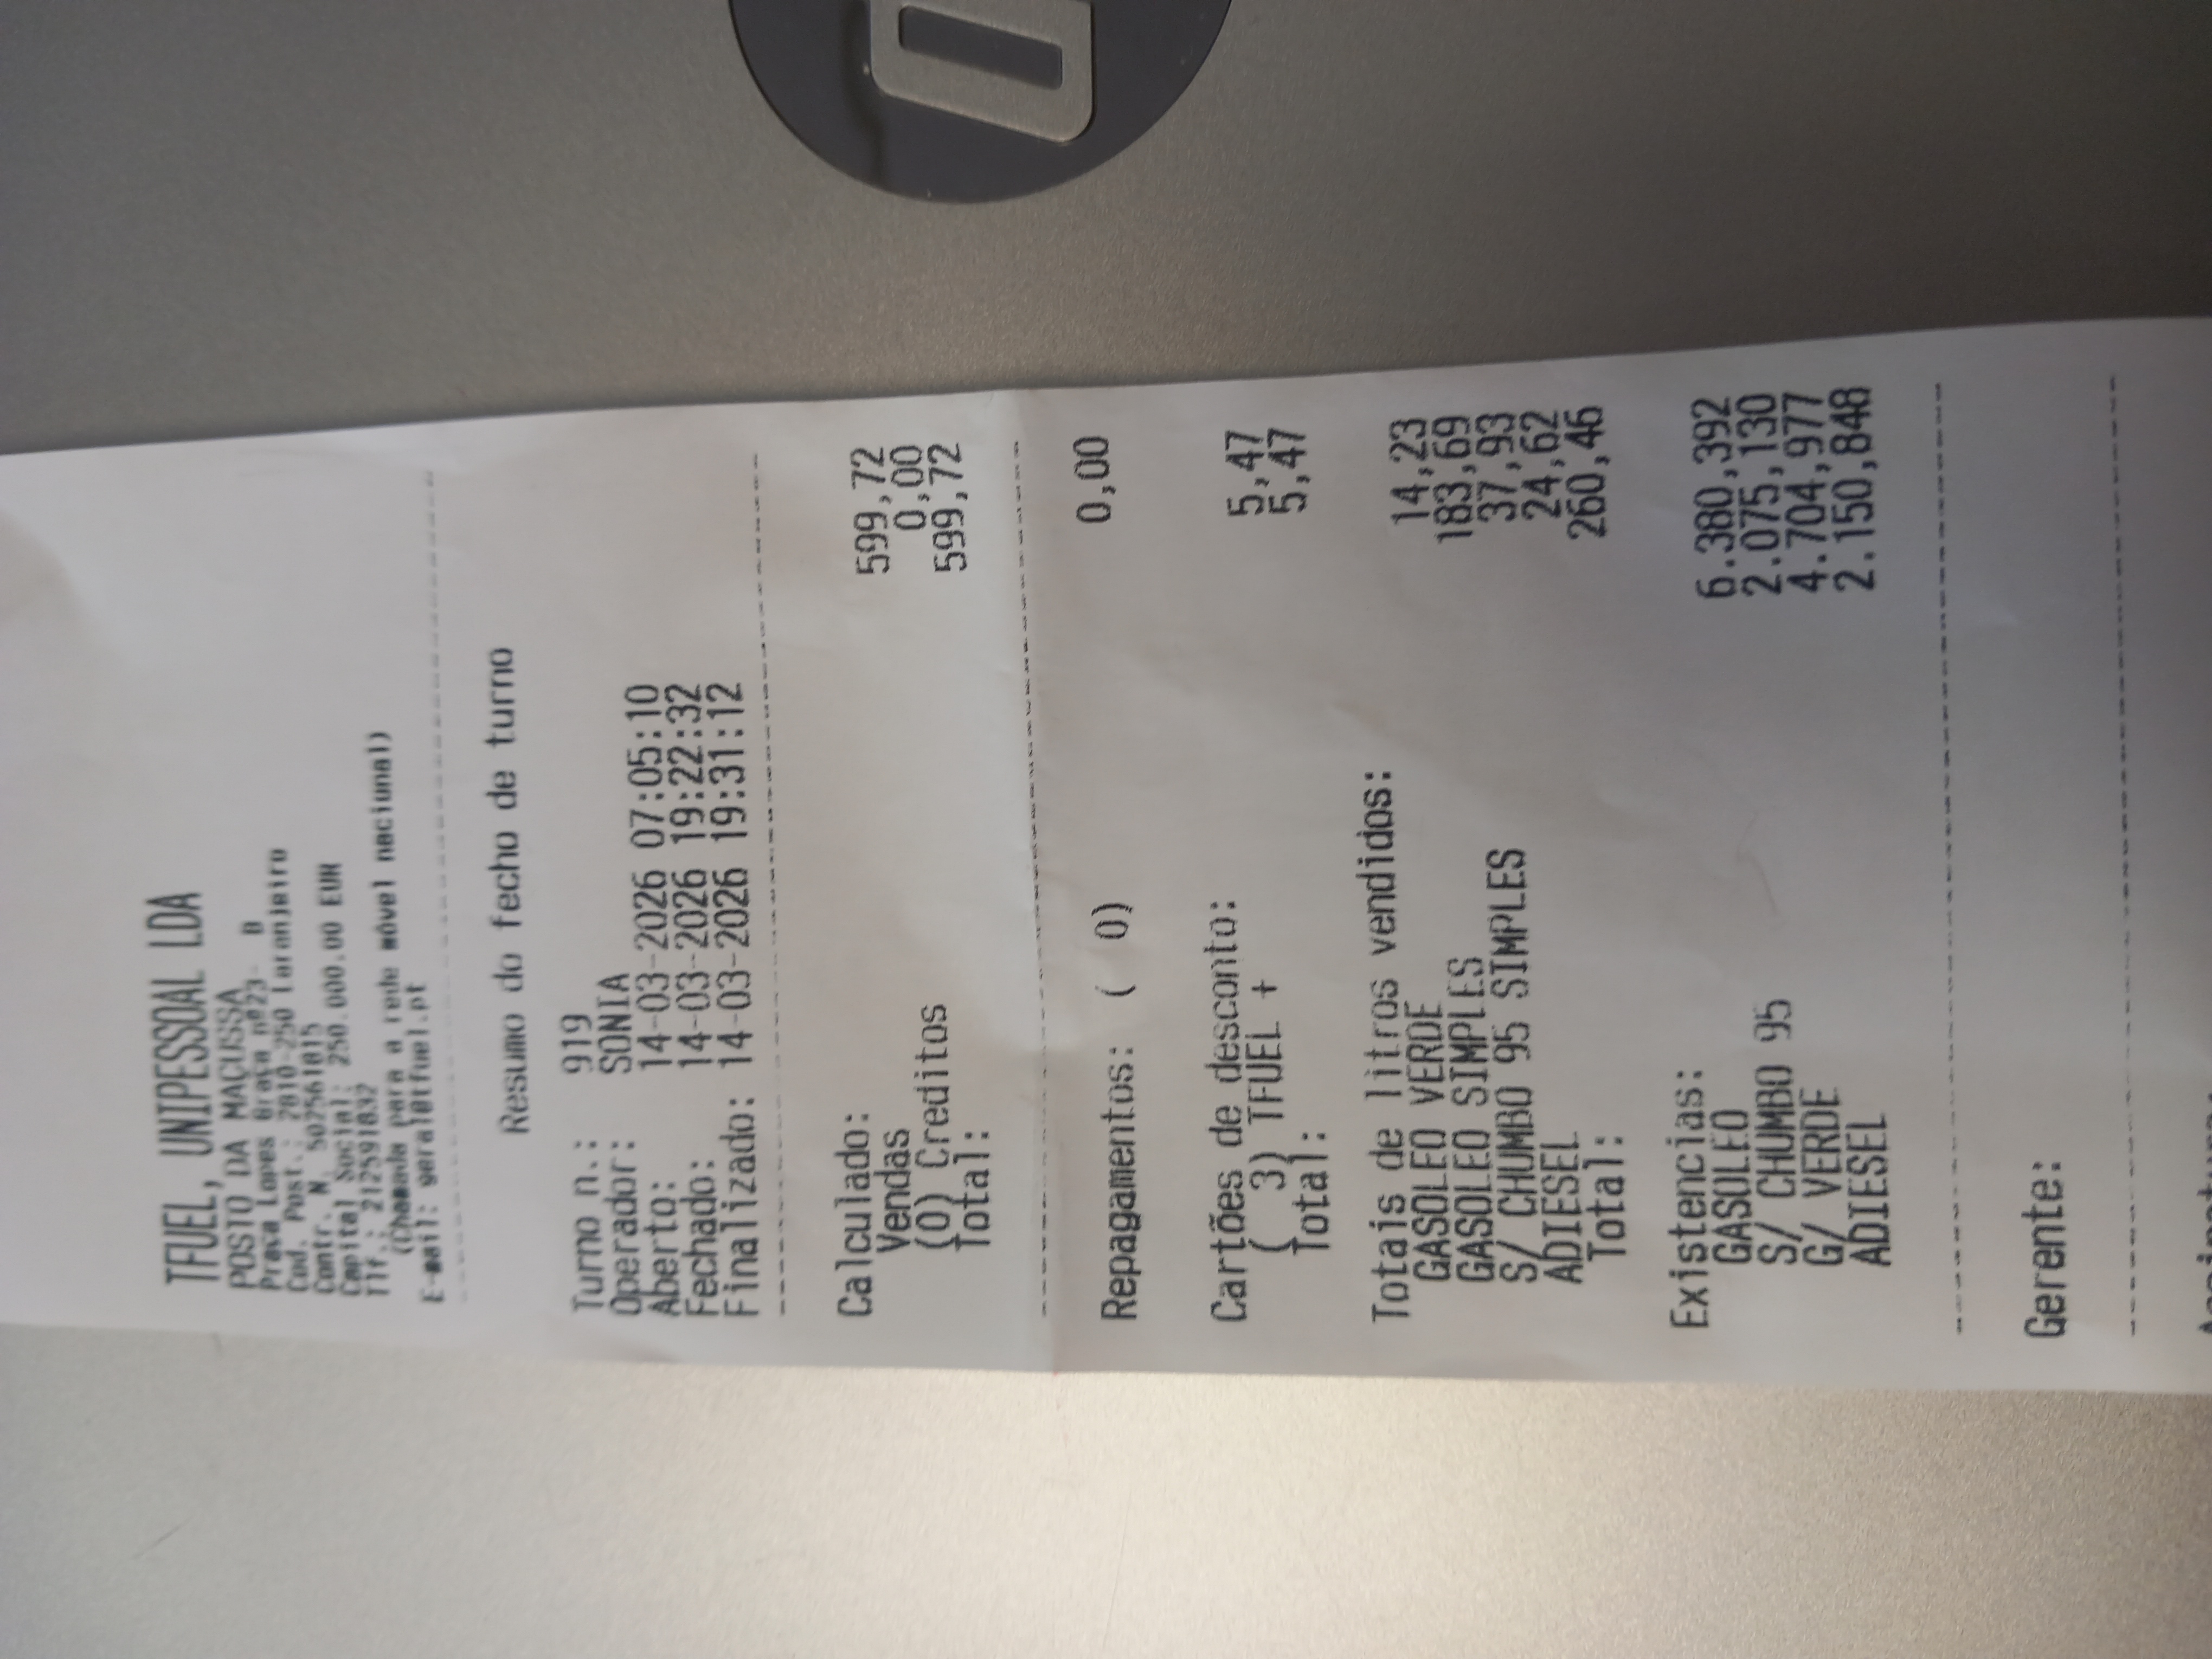 TFUEL, UNIPESSOAL LDA
POSTO DA MAÇUSSA
Praca Lopes Graça nº23- B
Cod. Post.: 2810-250 Laranjeiro
Contr. N. 502561015
Capital Social: 250.000.00 EUR
Tlf.: 212591832
(Chamada para a rede móvel nacional)
E-mail: geral@tfuel.pt
Resumo do fecho de turno
Turno n.: 919
Operador: SONIA
Aberto: 14-03-2026 07:05:10
Fechado: 14-03-2026 19:22:32
Finalizado: 14-03-2026 19:31:12
Calculado:
Vendas 599,72
(0) Creditos 0,00
Total: 599,72
Repagamentos: ( 0) 0,00
Cartões de desconto:
( 3) TFUEL + 5,47
Total: 5,47
Totais de litros vendidos:
GASOLEO VERDE 14,23
GASOLEO SIMPLES 183,69
S/ CHUMBO 95 SIMPLES 37,93
ADIESEL 24,62
Total: 260,46
Existencias:
GASOLEO 6.380,392
S/ CHUMBO 95 2.075,130
G/ VERDE 4.704,977
ADIESEL 2.150,848
Gerente: